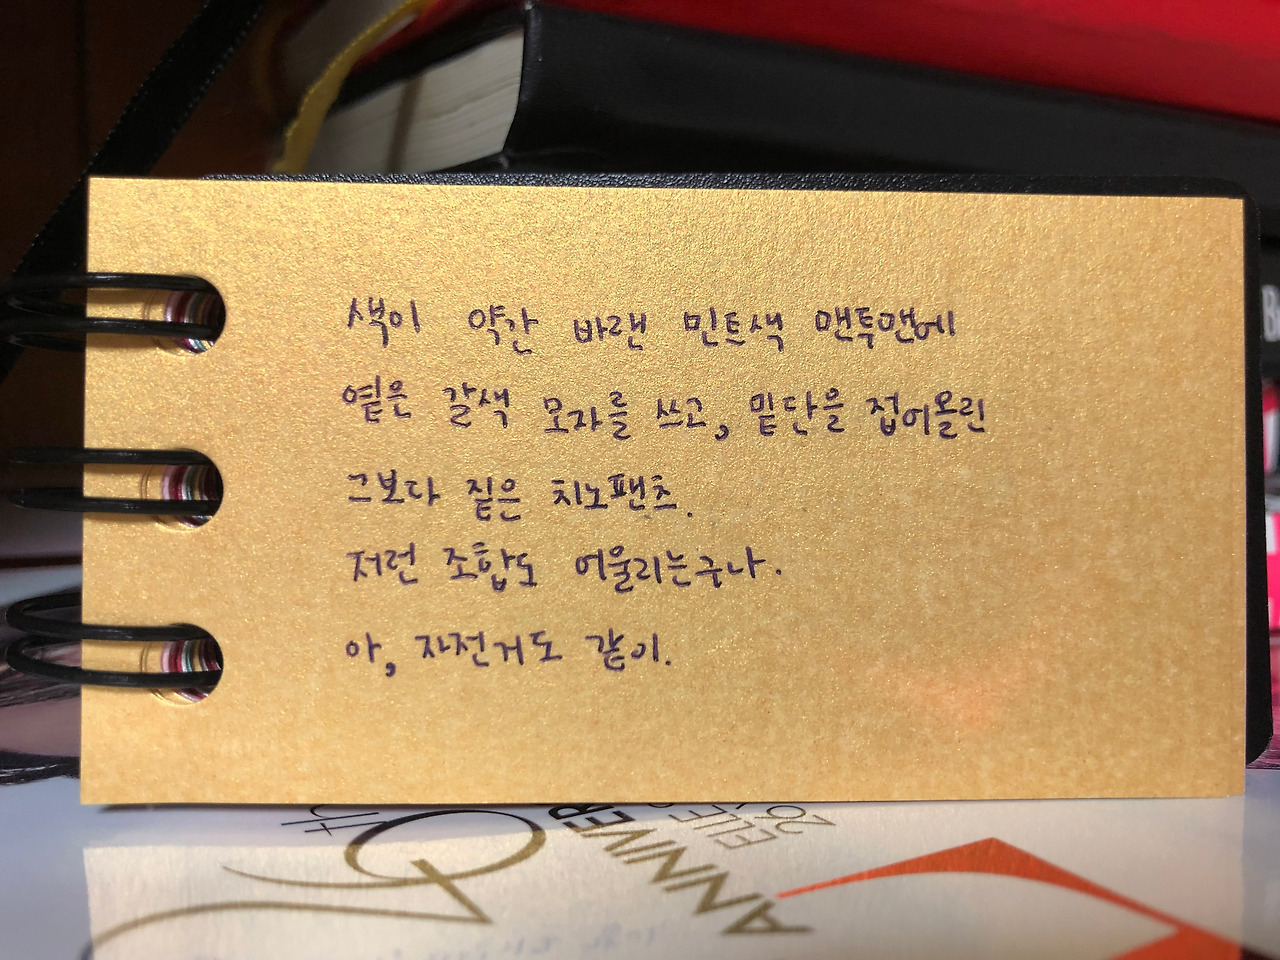 색이 약간 바랜 민트색 맨투맨에
옅은 갈색 모자를 쓰고, 밑단을 접어올린
그보다 짙은 치노팬츠.
저런 조합도 어울리는구나.
아, 자전거도 같이.
th
ANNIVER